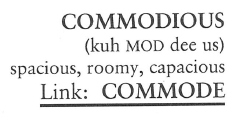 COMMODIOUS
(kuh MOD dee us)
spacious, roomy, capacious
Link: COMMODE